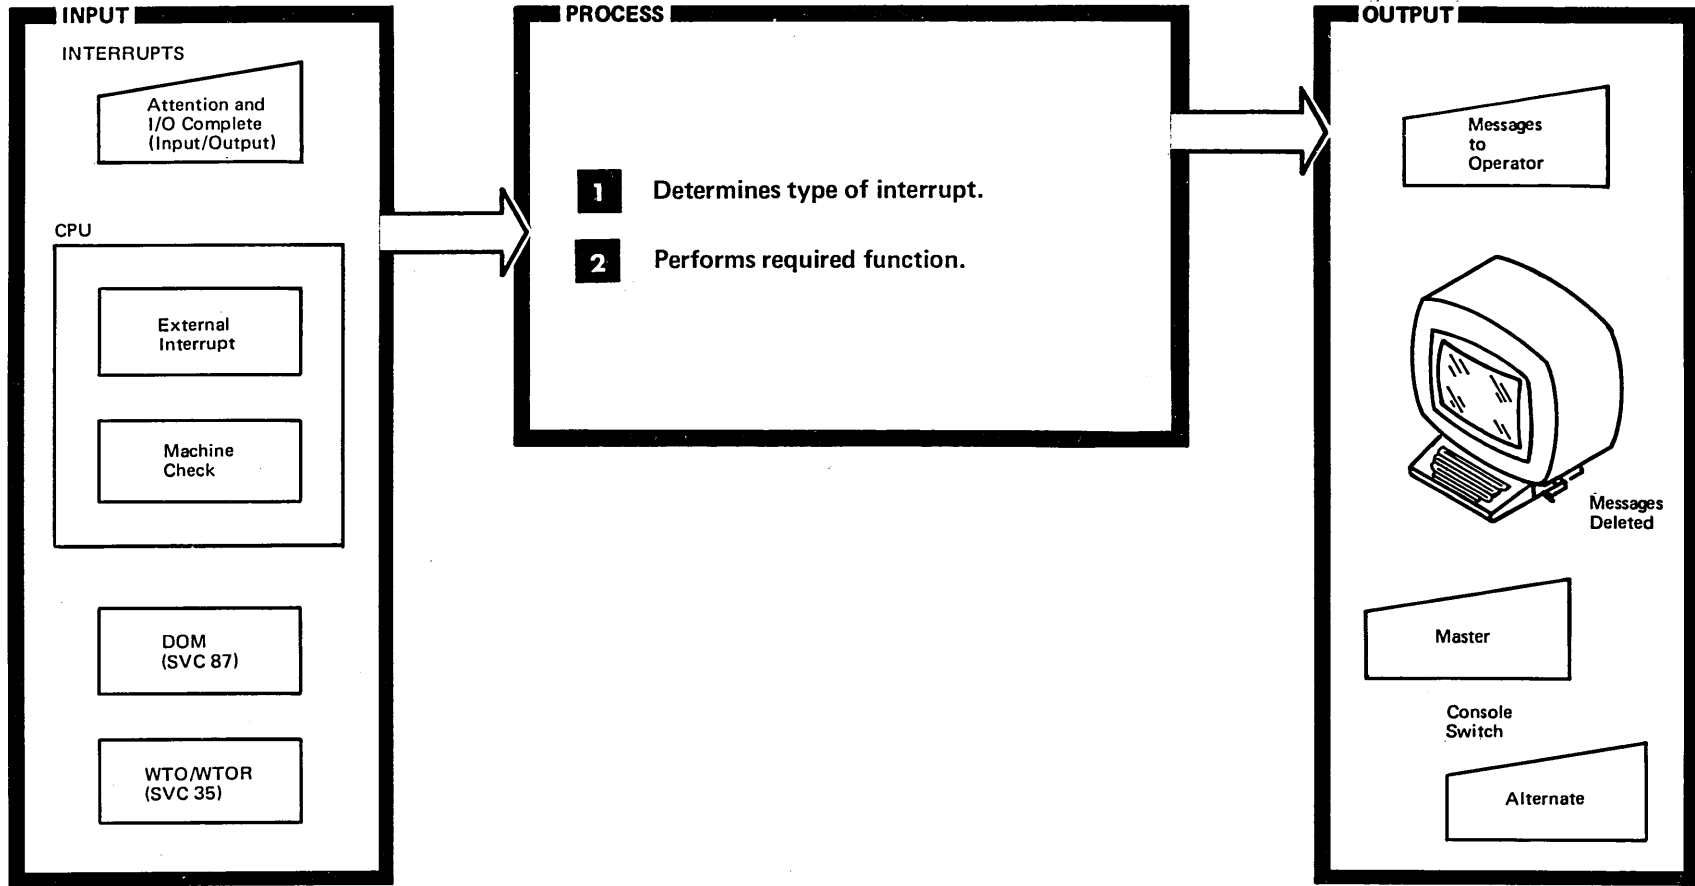 INPUT
INTERRUPTS
Attention and
I/O Complete
(Input/Output)
CPU
External
Interrupt
Machine
Check
DOM
(SVC 87)
WTO/WTOR
(SVC 35)
PROCESS
1 Determines type of interrupt.
2 Performs required function.
OUTPUT
Messages
to
Operator
Messages
Deleted
Master
Console
Switch
Alternate